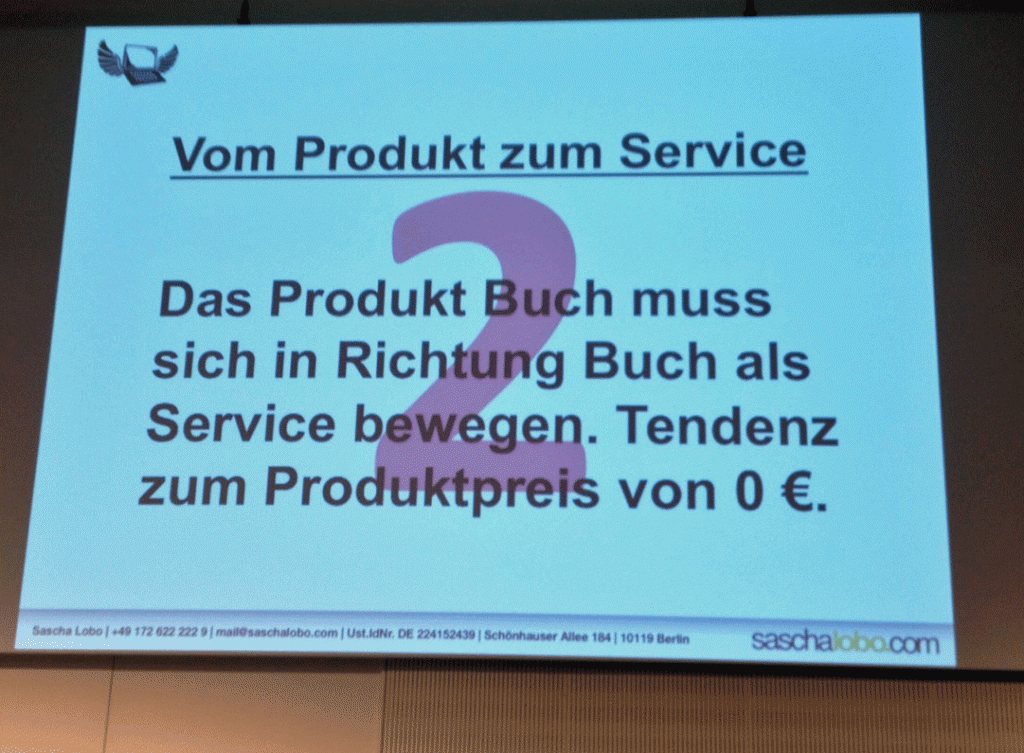 Vom Produkt zum Service
2
Das Produkt Buch muss
sich in Richtung Buch als
Service bewegen. Tendenz
zum Produktpreis von 0 €.
Sascha Lobo | +49 172 622 222 9 | mail@saschalobo.com | Ust.IdNr. DE 224152439 | Schönhauser Allee 184 | 10119 Berlin
saschalobo.com